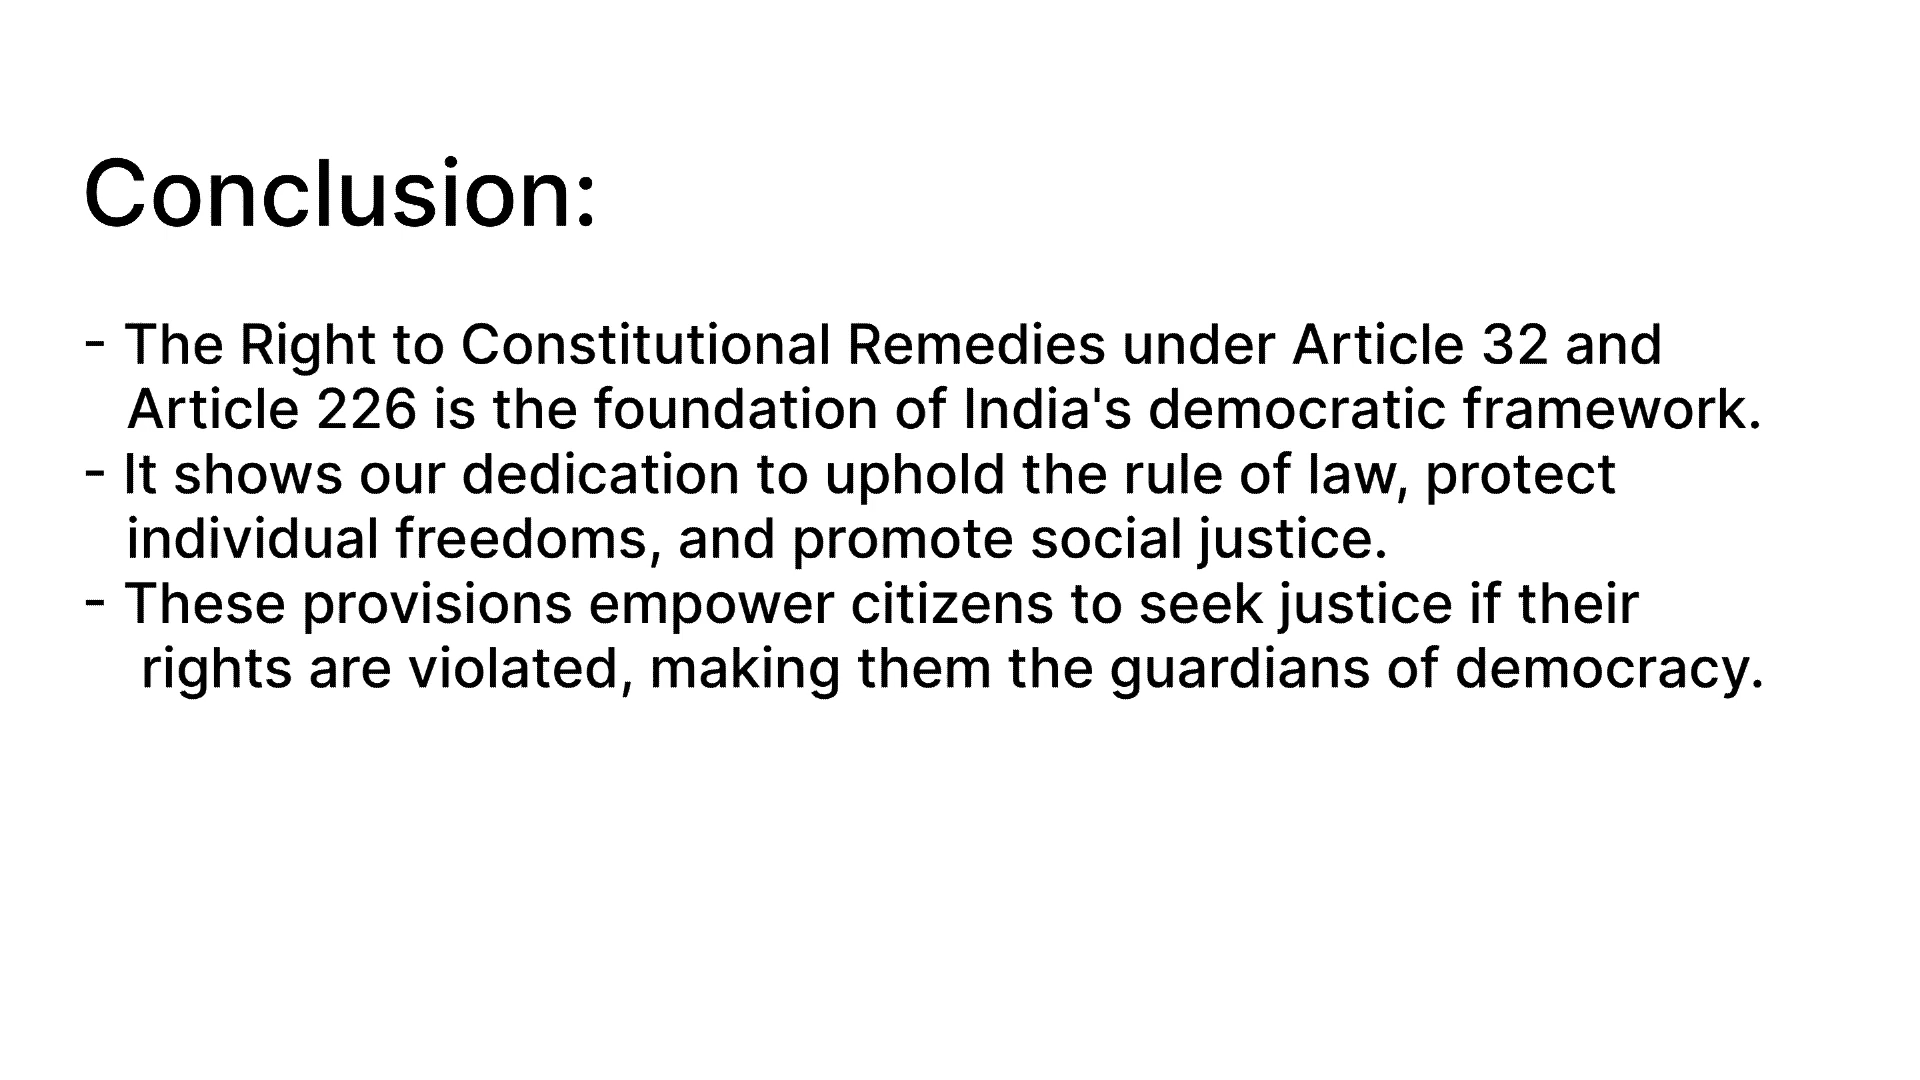 Conclusion:
- The Right to Constitutional Remedies under Article 32 and
Article 226 is the foundation of India's democratic framework.
- It shows our dedication to uphold the rule of law, protect
individual freedoms, and promote social justice.
- These provisions empower citizens to seek justice if their
rights are violated, making them the guardians of democracy.